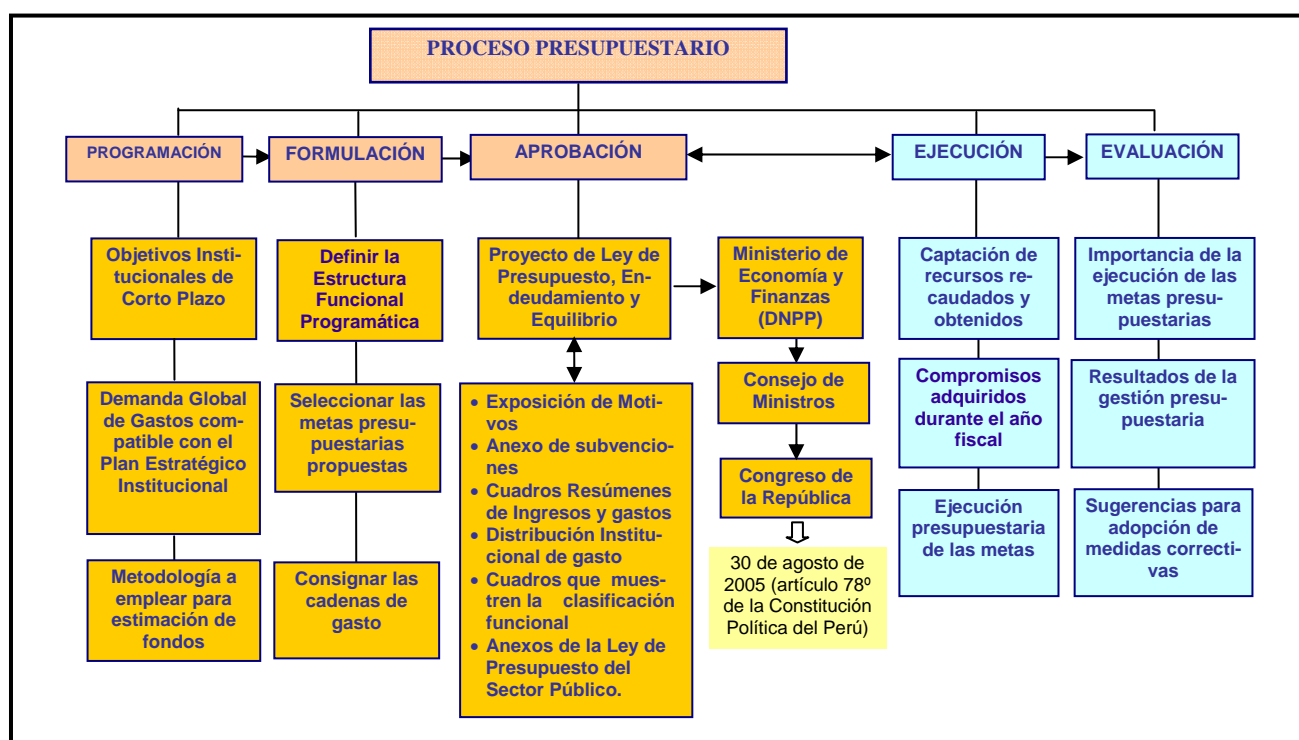 PROCESO PRESUPUESTARIO
PROGRAMACIÓN
FORMULACIÓN
APROBACIÓN
EJECUCIÓN
EVALUACIÓN
Objetivos Insti-
tucionales de
Corto Plazo
Demanda Global
de Gastos com-
patible con el
Plan Estratégico
Institucional
Metodología a
emplear para
estimación de
fondos
Definir la
Estructura
Funcional
Programática
Seleccionar las
metas presu-
puestarias
propuestas
Consignar las
cadenas de
gasto
Proyecto de Ley de
Presupuesto, En-
deudamiento y
Equilibrio
• Exposición de Moti-
vos
• Anexo de subvencio-
nes
• Cuadros Resúmenes
de Ingresos y gastos
• Distribución Institu-
cional de gasto
• Cuadros que mues-
tren la clasificación
funcional
• Anexos de la Ley de
Presupuesto del
Sector Público.
Ministerio de
Economía y
Finanzas
(DNPP)
Consejo de
Ministros
Congreso de
la República
30 de agosto de
2005 (artículo 78º
de la Constitución
Política del Perú)
Captación de
recursos re-
caudados y
obtenidos
Compromisos
adquiridos
durante el año
fiscal
Ejecución
presupuestaria
de las metas
Importancia de la
ejecución de las
metas presu-
puestarias
Resultados de la
gestión presu-
puestaria
Sugerencias para
adopción de
medidas correcti-
vas